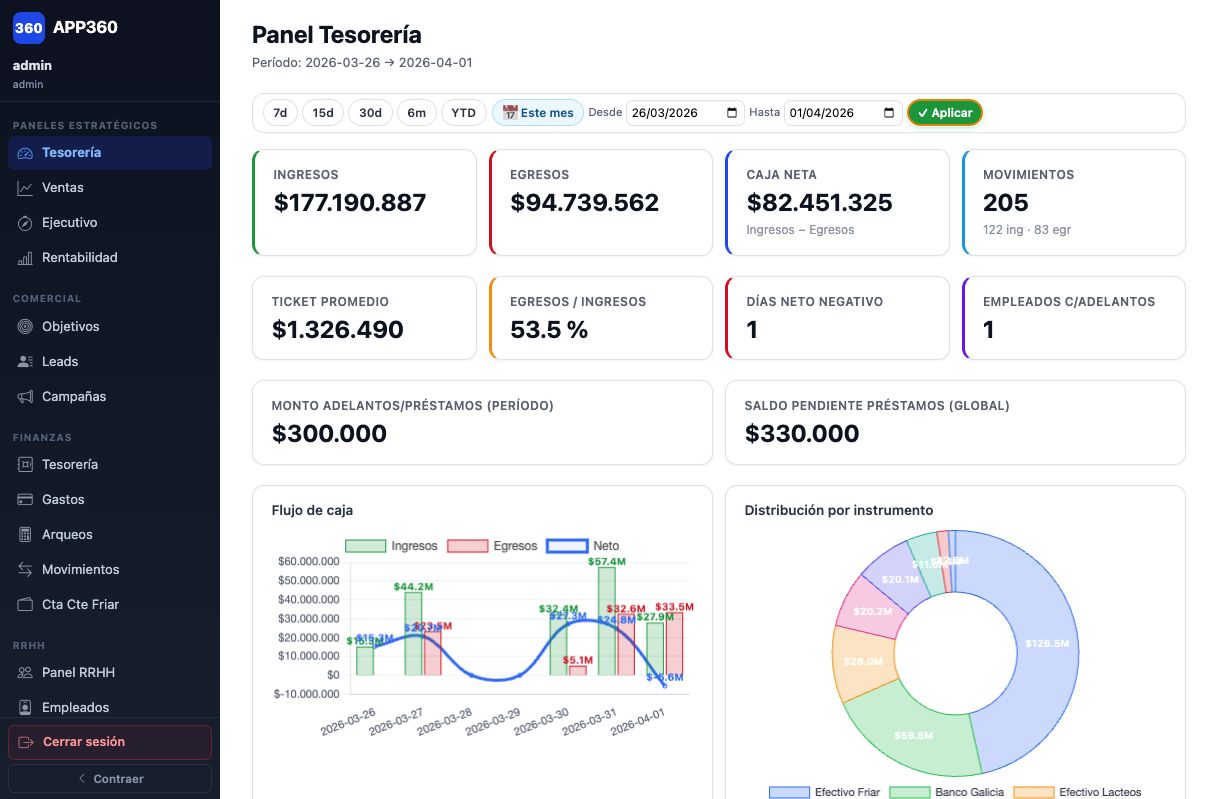 360 APP360
admin
admin
PANELES ESTRATÉGICOS
Tesorería
Ventas
Ejecutivo
Rentabilidad
COMERCIAL
Objetivos
Leads
Campañas
FINANZAS
Tesorería
Gastos
Arqueos
Movimientos
Cta Cte Friar
RRHH
Panel RRHH
Empleados
Cerrar sesión
Contraer
Panel Tesorería
Período: 2026-03-26 → 2026-04-01
7d 15d 30d 6m YTD Este mes Desde 26/03/2026 Hasta 01/04/2026 ✓ Aplicar
INGRESOS
$177.190.887
EGRESOS
$94.739.562
CAJA NETA
$82.451.325
Ingresos – Egresos
MOVIMIENTOS
205
122 ing · 83 egr
TICKET PROMEDIO
$1.326.490
EGRESOS / INGRESOS
53.5 %
DÍAS NETO NEGATIVO
1
EMPLEADOS C/ADELANTOS
1
MONTO ADELANTOS/PRÉSTAMOS (PERÍODO)
$300.000
SALDO PENDIENTE PRÉSTAMOS (GLOBAL)
$330.000
Flujo de caja
Ingresos Egresos Neto
$60.000.000
$50.000.000
$40.000.000
$30.000.000
$20.000.000
$10.000.000
$0
$-10.000.000
$57.4M
$44.2M
$32.4M
$27.3M
$32.6M
$33.5M
$24.8M
$27.9M
$23.5M
$15.3M
$5.1M
$-5.6M
2026-03-26
2026-03-27
2026-03-28
2026-03-29
2026-03-30
2026-03-31
2026-04-01
Distribución por instrumento
$126.5M
$59.5M
$28.0M
$20.2M
$20.1M
Efectivo Friar Banco Galicia Efectivo Lacteos